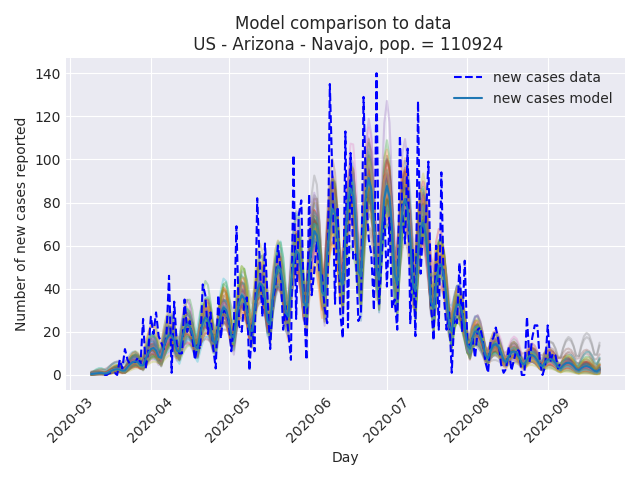 Model comparison to data
US - Arizona - Navajo, pop. = 110924
new cases data
new cases model
Number of new cases reported
140
120
100
80
60
40
20
0
2020-03
2020-04
2020-05
2020-06
2020-07
2020-08
2020-09
Day